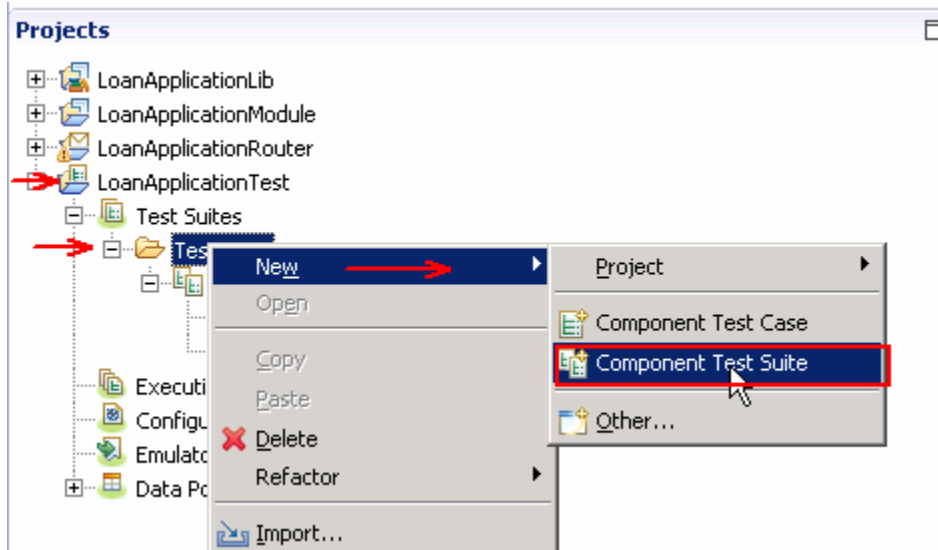 Projects
LoanApplicationLib
LoanApplicationModule
LoanApplicationRouter
LoanApplicationTest
Test Suites
New
Open
Copy
Paste
Delete
Refactor
Import...
Project
Component Test Case
Component Test Suite
Other...